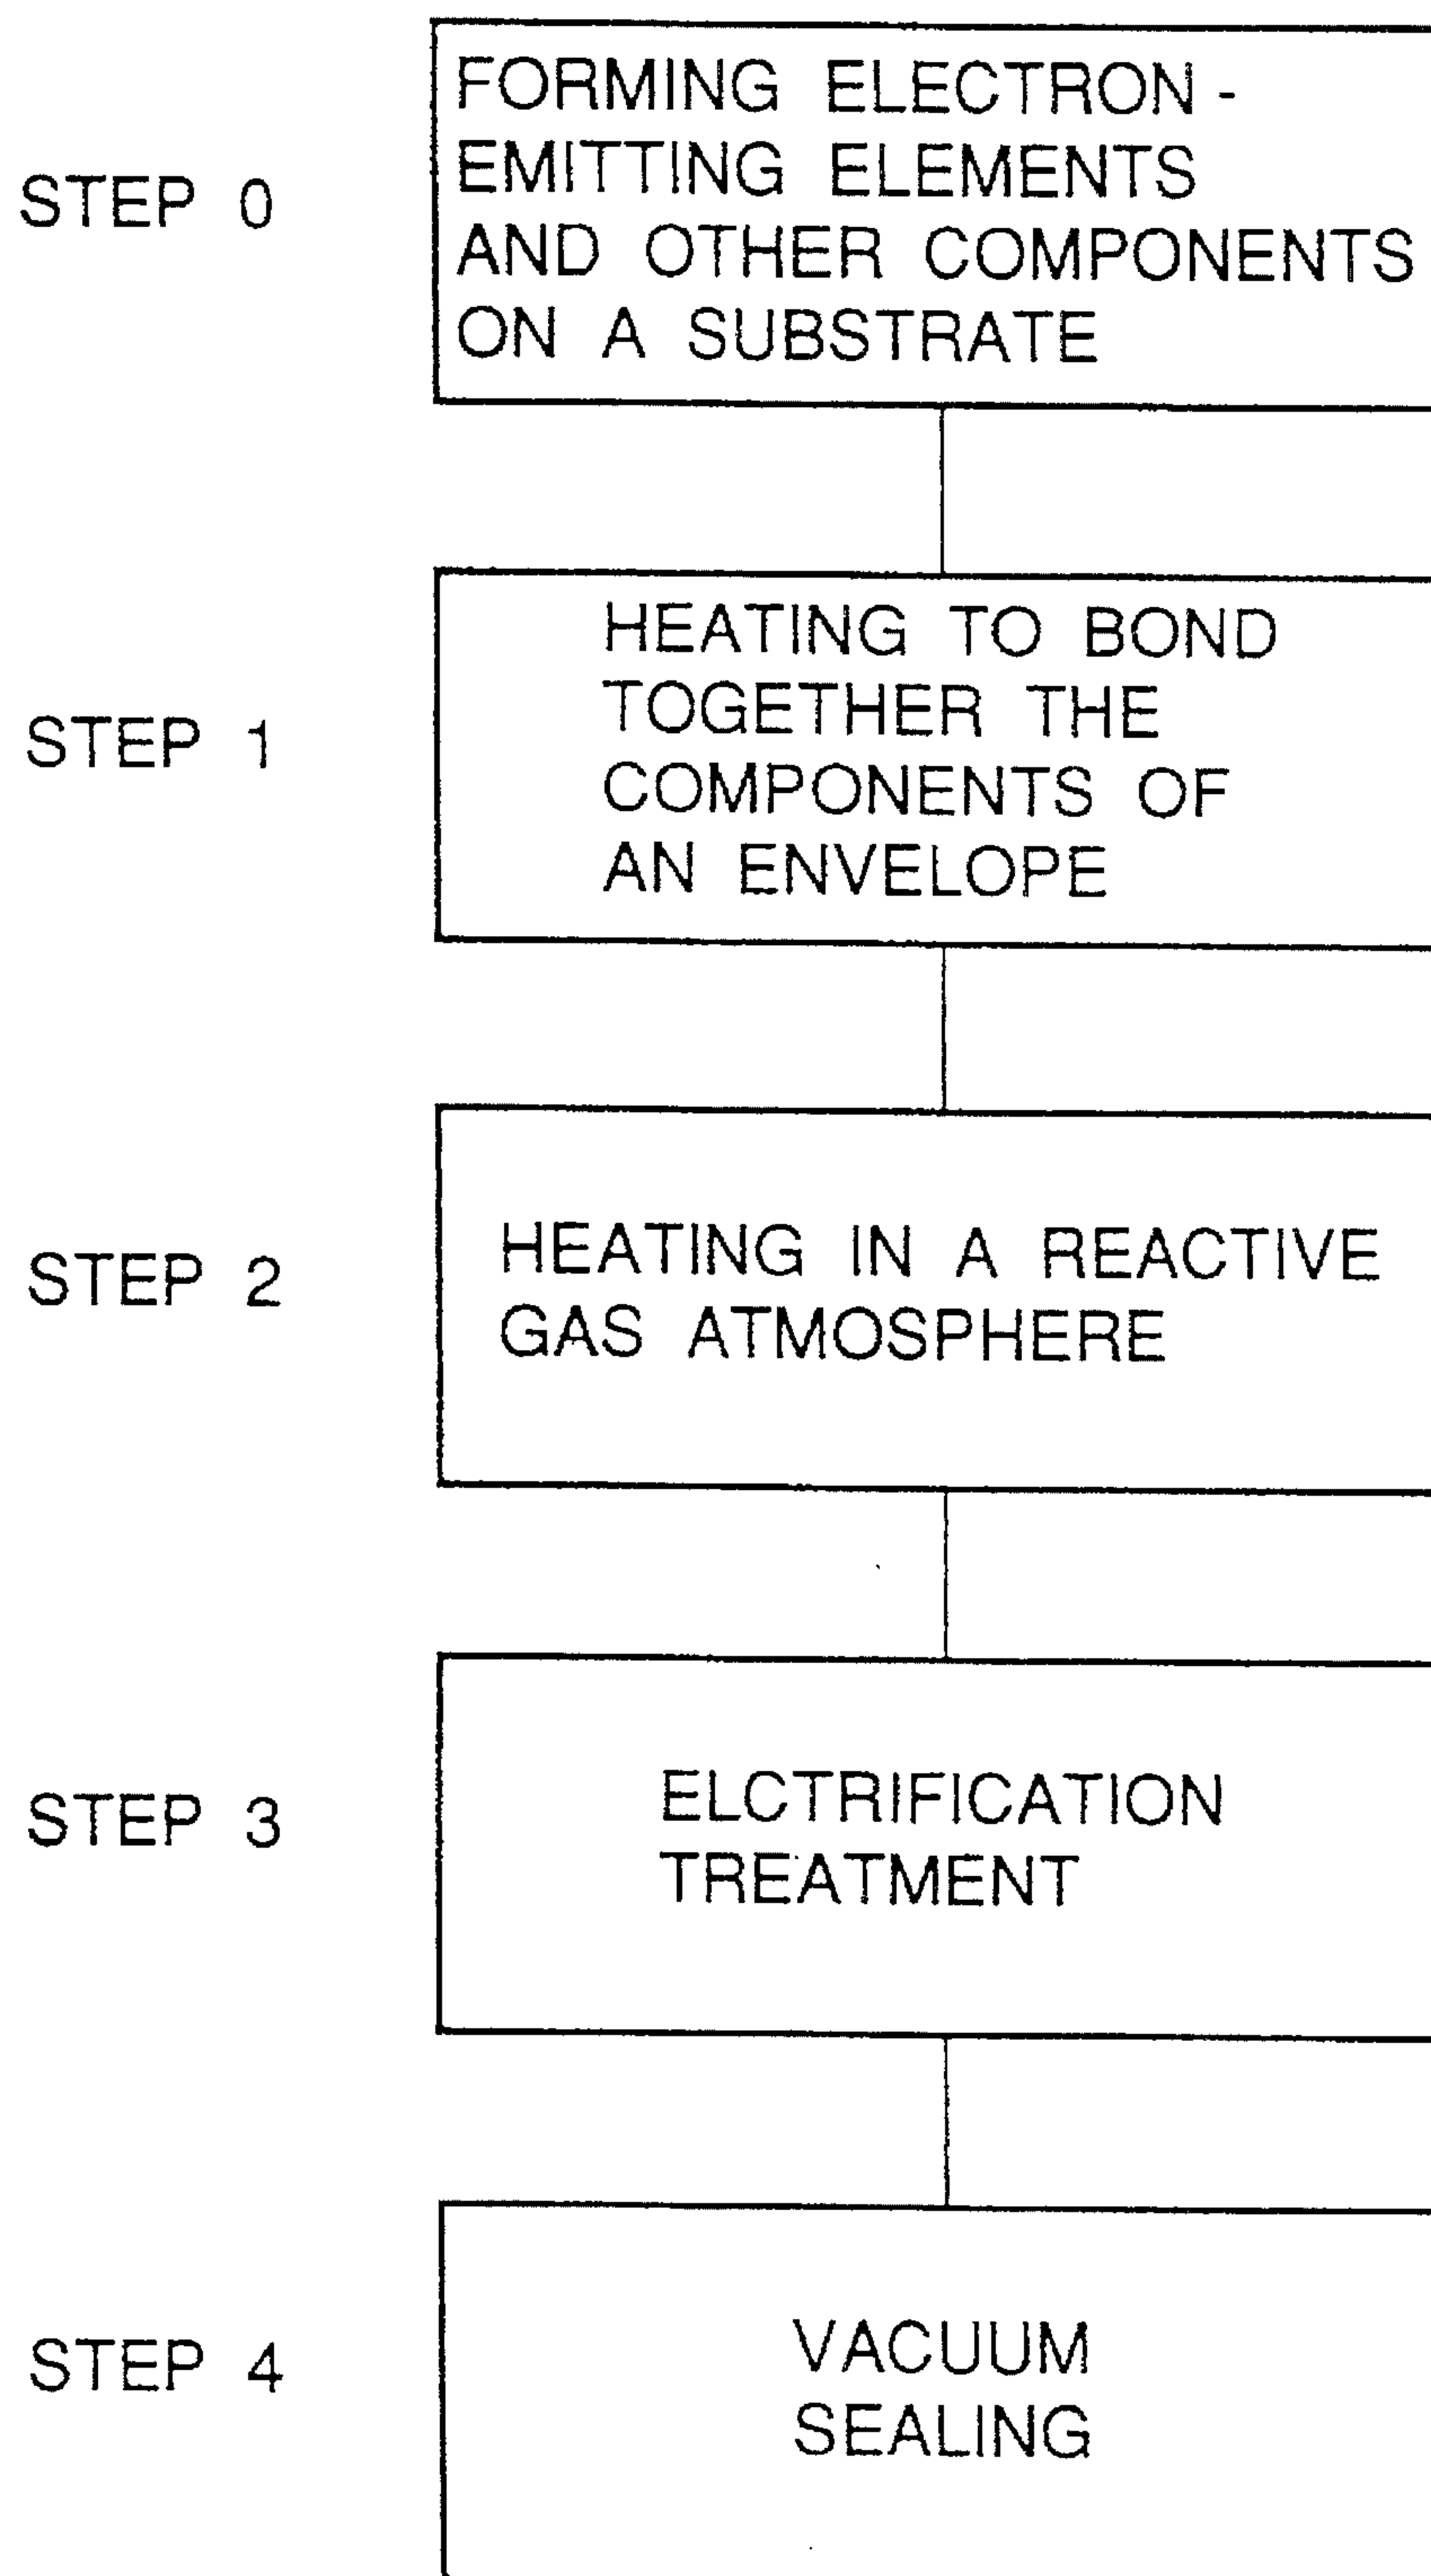 STEP 0
FORMING ELECTRON -
EMITTING ELEMENTS
AND OTHER COMPONENTS
ON A SUBSTRATE
STEP 1
HEATING TO BOND
TOGETHER THE
COMPONENTS OF
AN ENVELOPE
STEP 2
HEATING IN A REACTIVE
GAS ATMOSPHERE
STEP 3
ELCTRIFICATION
TREATMENT
STEP 4
VACUUM
SEALING